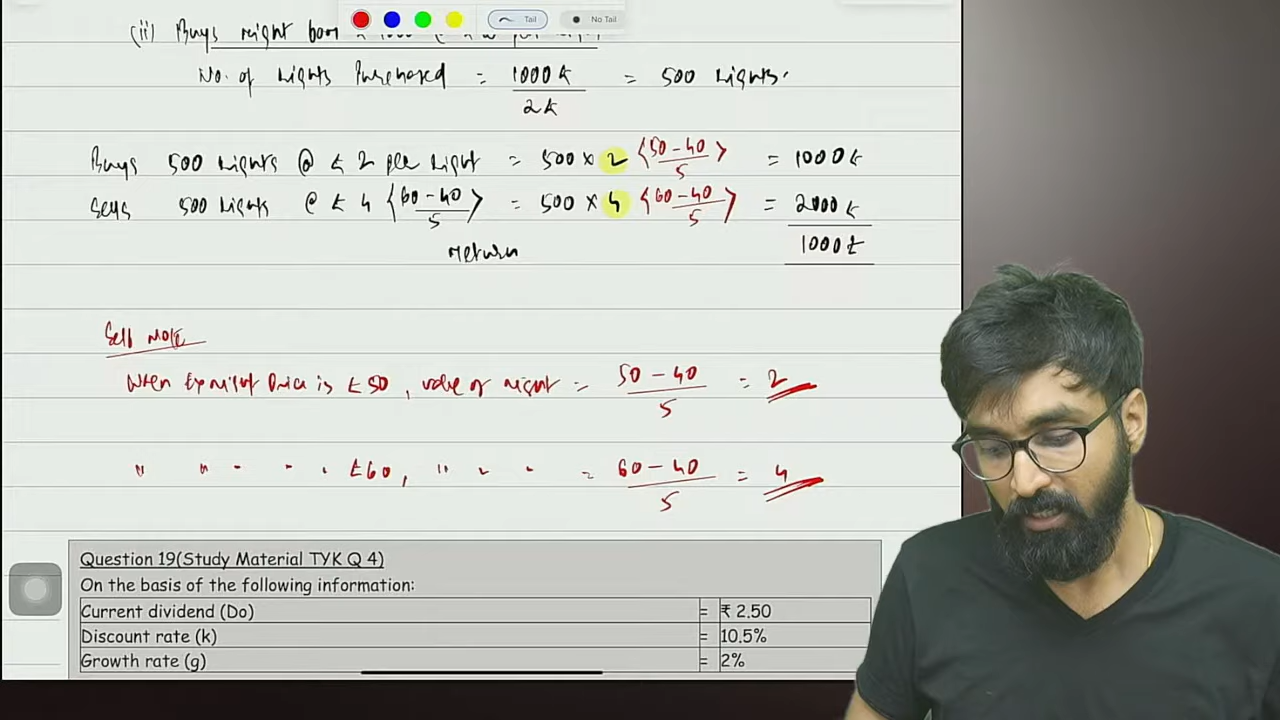 Tail No Tail
(ii) Buys right
No. of Rights Purchased = 1000₹ / 2₹ = 500 Rights.
Buys 500 Rights @ ₹ 2 per Right = 500 × 2 <50 - 40 / 5> = 1000₹
Sells 500 Rights @ ₹ 4 <60 - 40 / 5> = 500 × 4 <60 - 40 / 5> = 2000₹
return 1000₹
Self Note
When Ex right Price is ₹50, value of right = 50 - 40 / 5 = 2
" " " " " ₹60, " " " = 60 - 40 / 5 = 4
Question 19(Study Material TYK Q 4)
On the basis of the following information:
Current dividend (Do) = ₹ 2.50
Discount rate (k) = 10.5%
Growth rate (g) = 2%